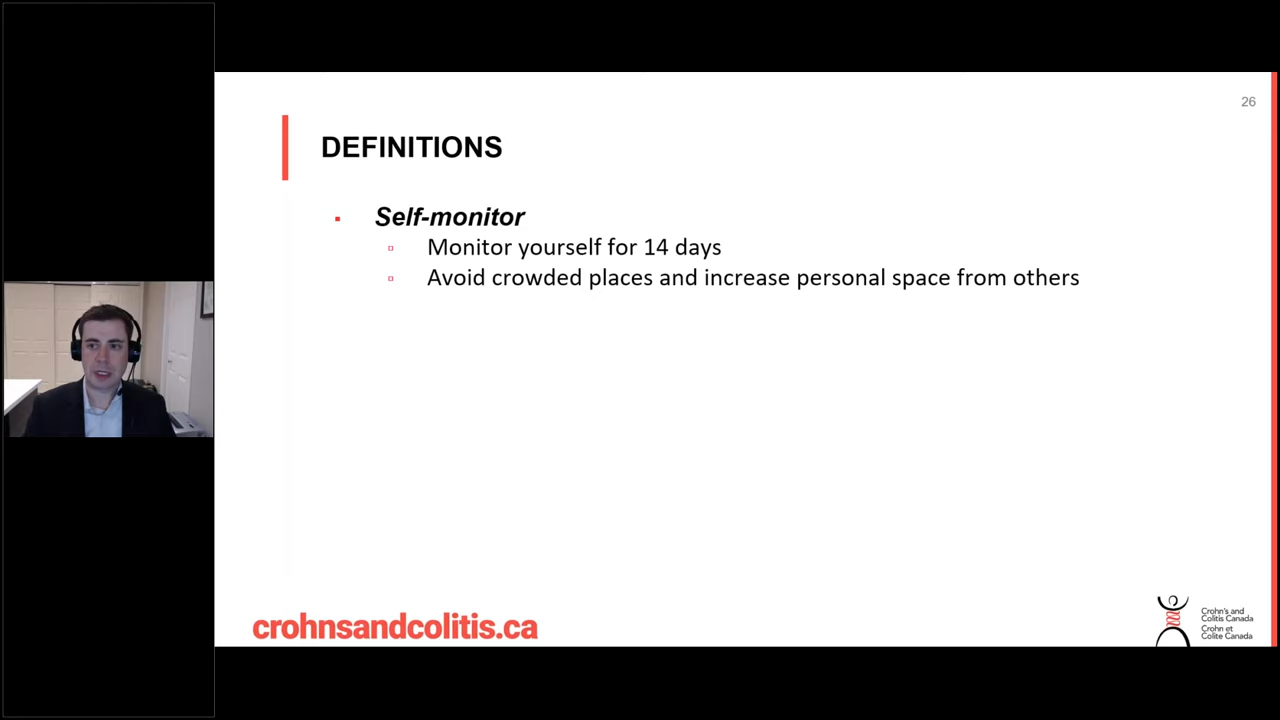 26
DEFINITIONS
Self-monitor
Monitor yourself for 14 days
Avoid crowded places and increase personal space from others
crohnsandcolitis.ca
Crohn's and
Colitis Canada
Crohn et
Colite Canada